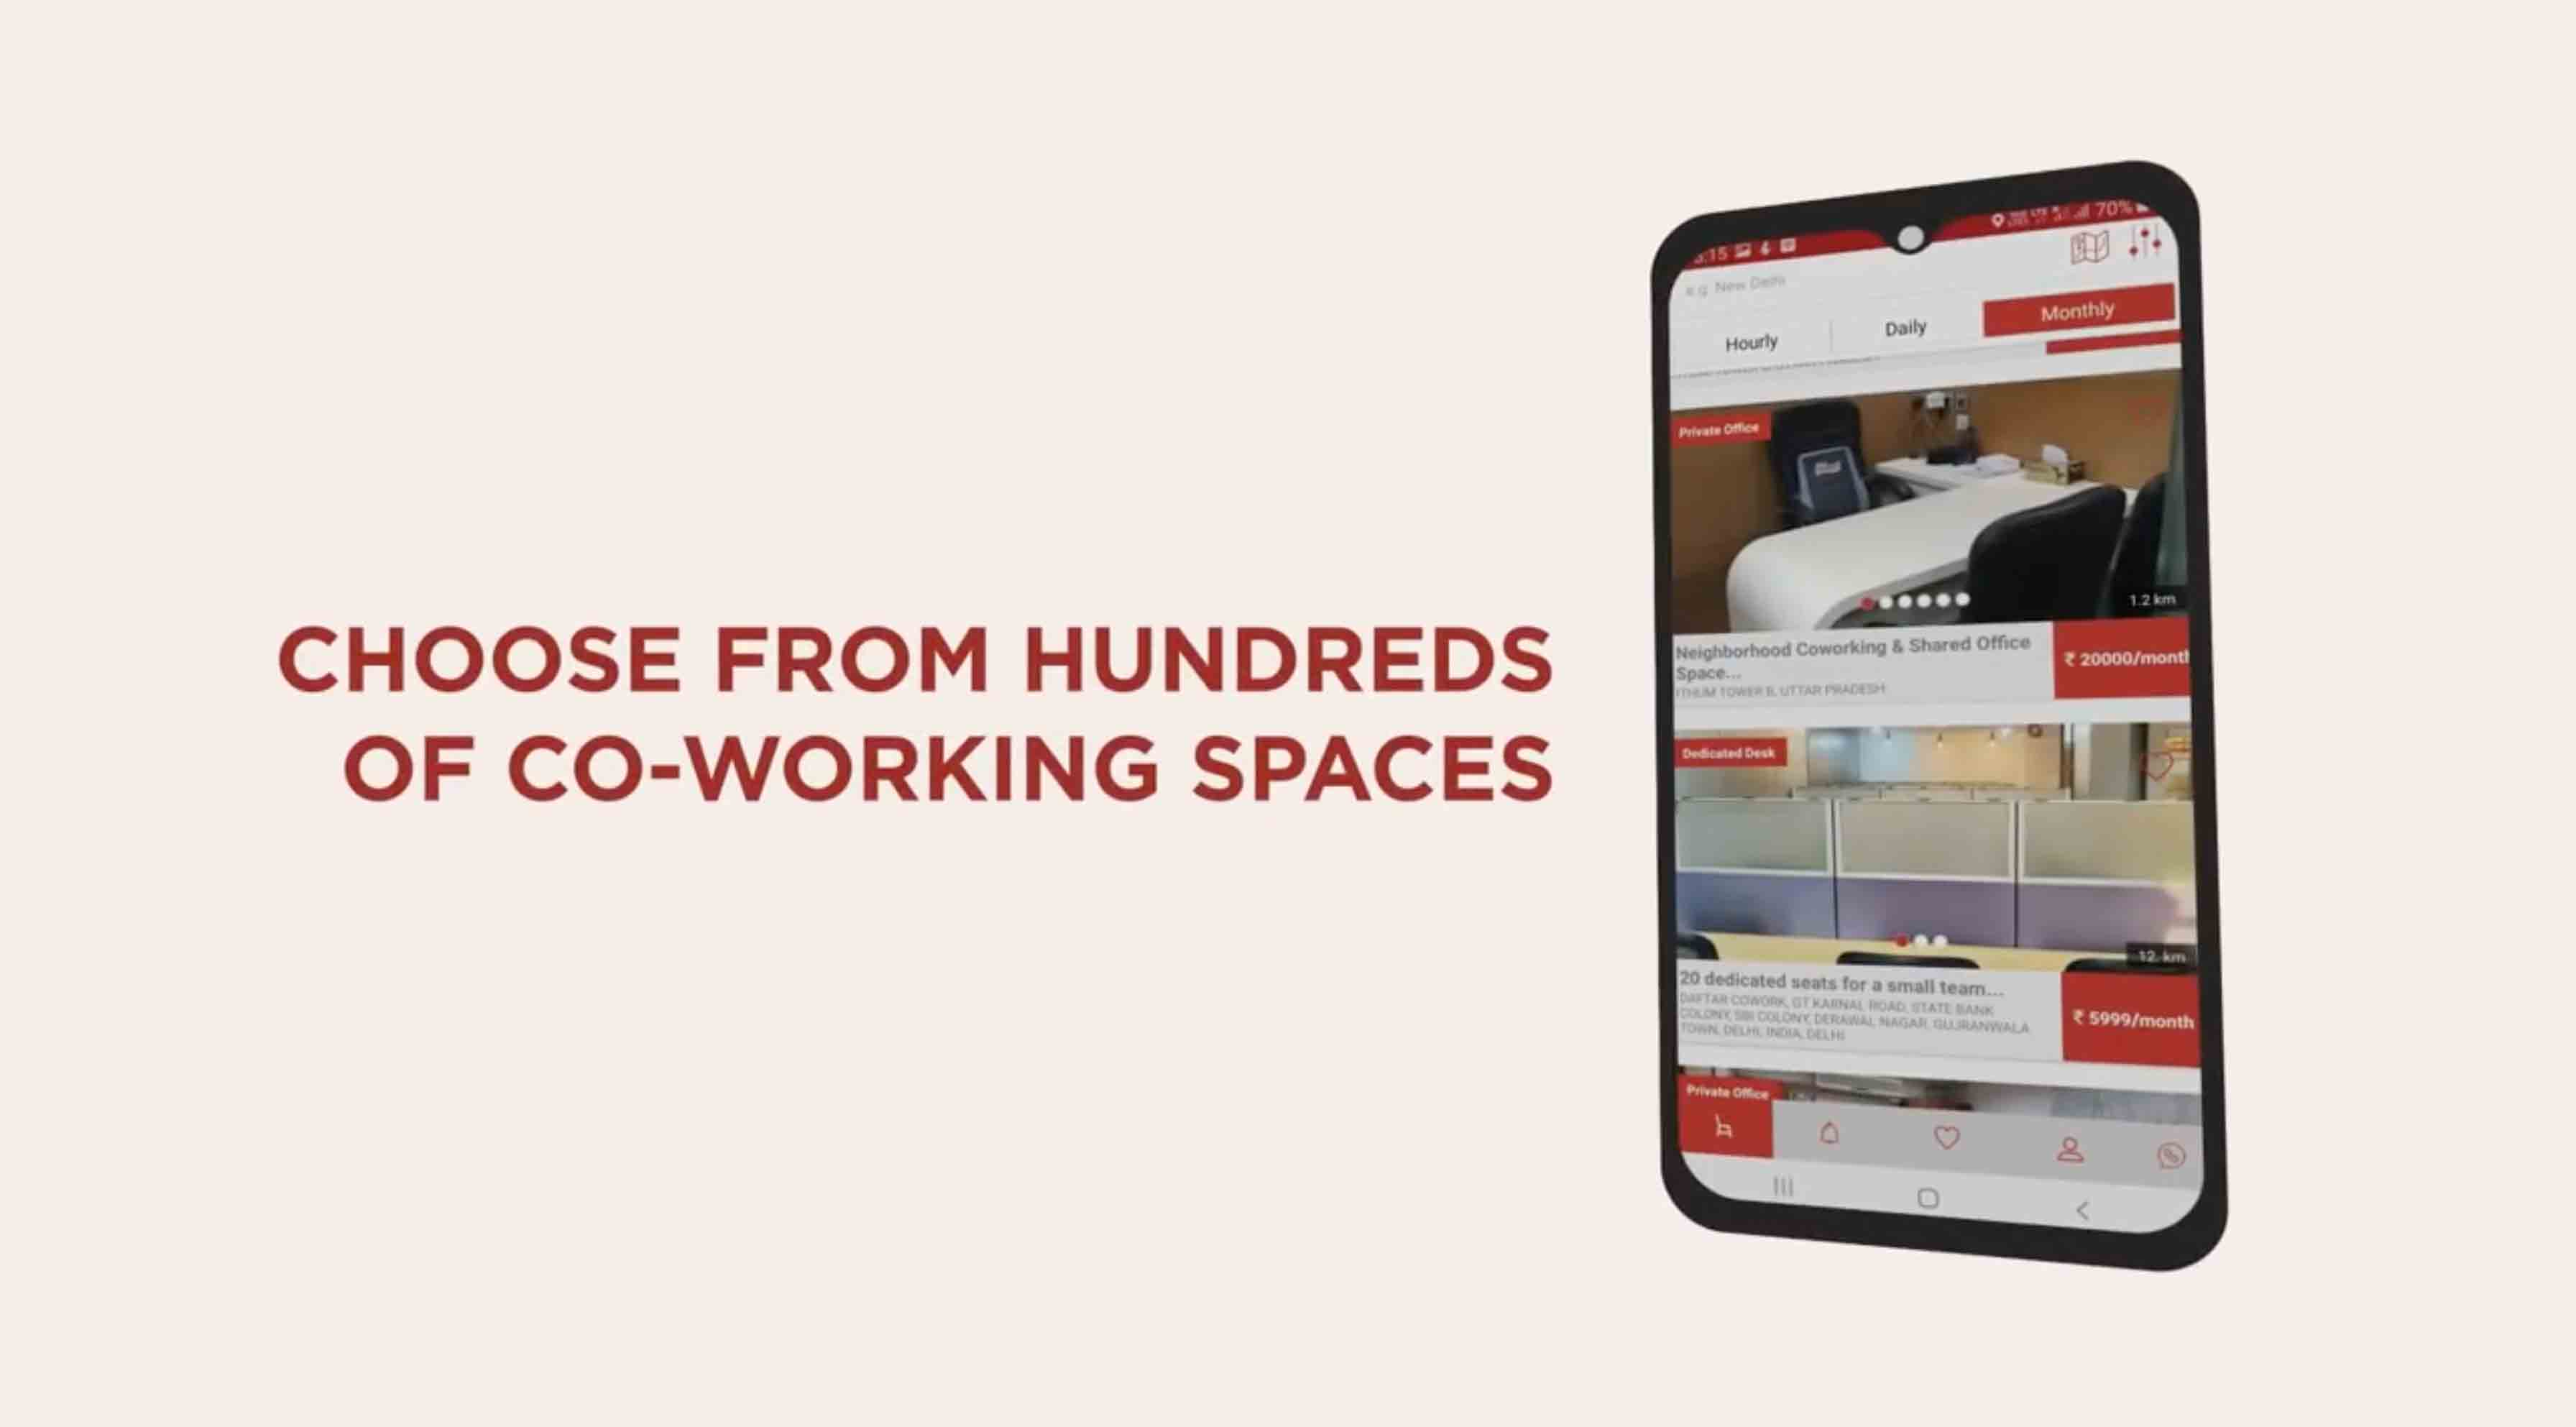 CHOOSE FROM HUNDREDS
OF CO-WORKING SPACES
70%
e.g. New Delhi
Hourly
Daily
Monthly
Private Office
1.2 km
Neighborhood Coworking & Shared Office
Space...
ITHUM TOWER B, UTTAR PRADESH
₹ 20000/month
Dedicated Desk
12. km
20 dedicated seats for a small team...
DAFTAR COWORK, GT KARNAL ROAD, STATE BANK
COLONY, SBI COLONY, DERAWAL NAGAR, GUJRANWALA
TOWN, DELHI, INDIA, DELHI
₹ 5999/month
Private Office